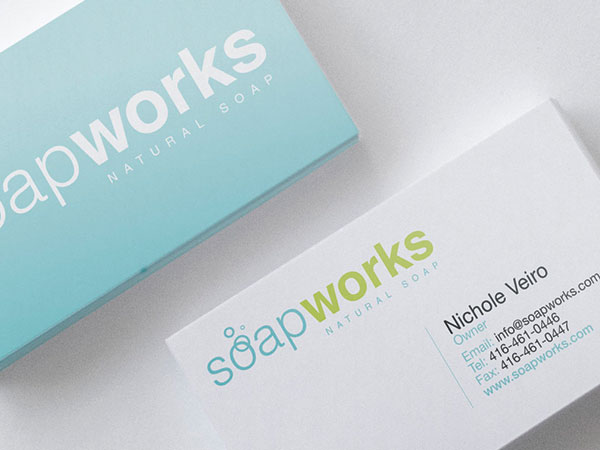 soapworks
NATURAL SOAP
soapworks
NATURAL SOAP
Nichole Veiro
Owner
Email: info@soapworks.com
Tel: 416-461-0446
Fax: 416-461-0447
www.soapworks.com